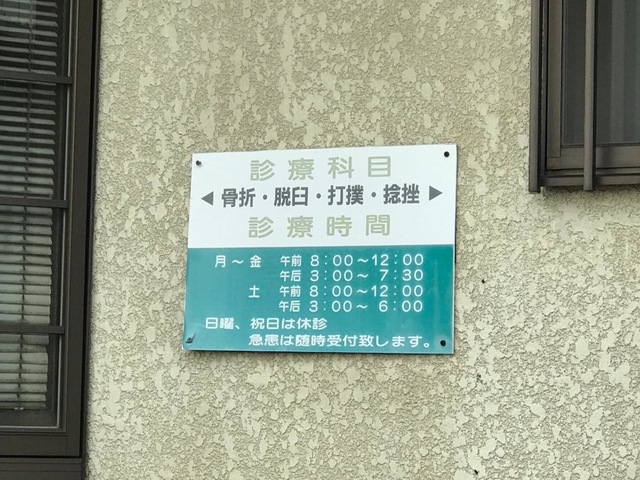 診療科目
◀骨折・脱臼・打撲・捻挫▶
診療時間
月～金 午前 8：00～12：00
午后 3：00～ 7：30
土 午前 8：00～12：00
午后 3：00～ 6：00
日曜、祝日は休診
急患は随時受付致します。